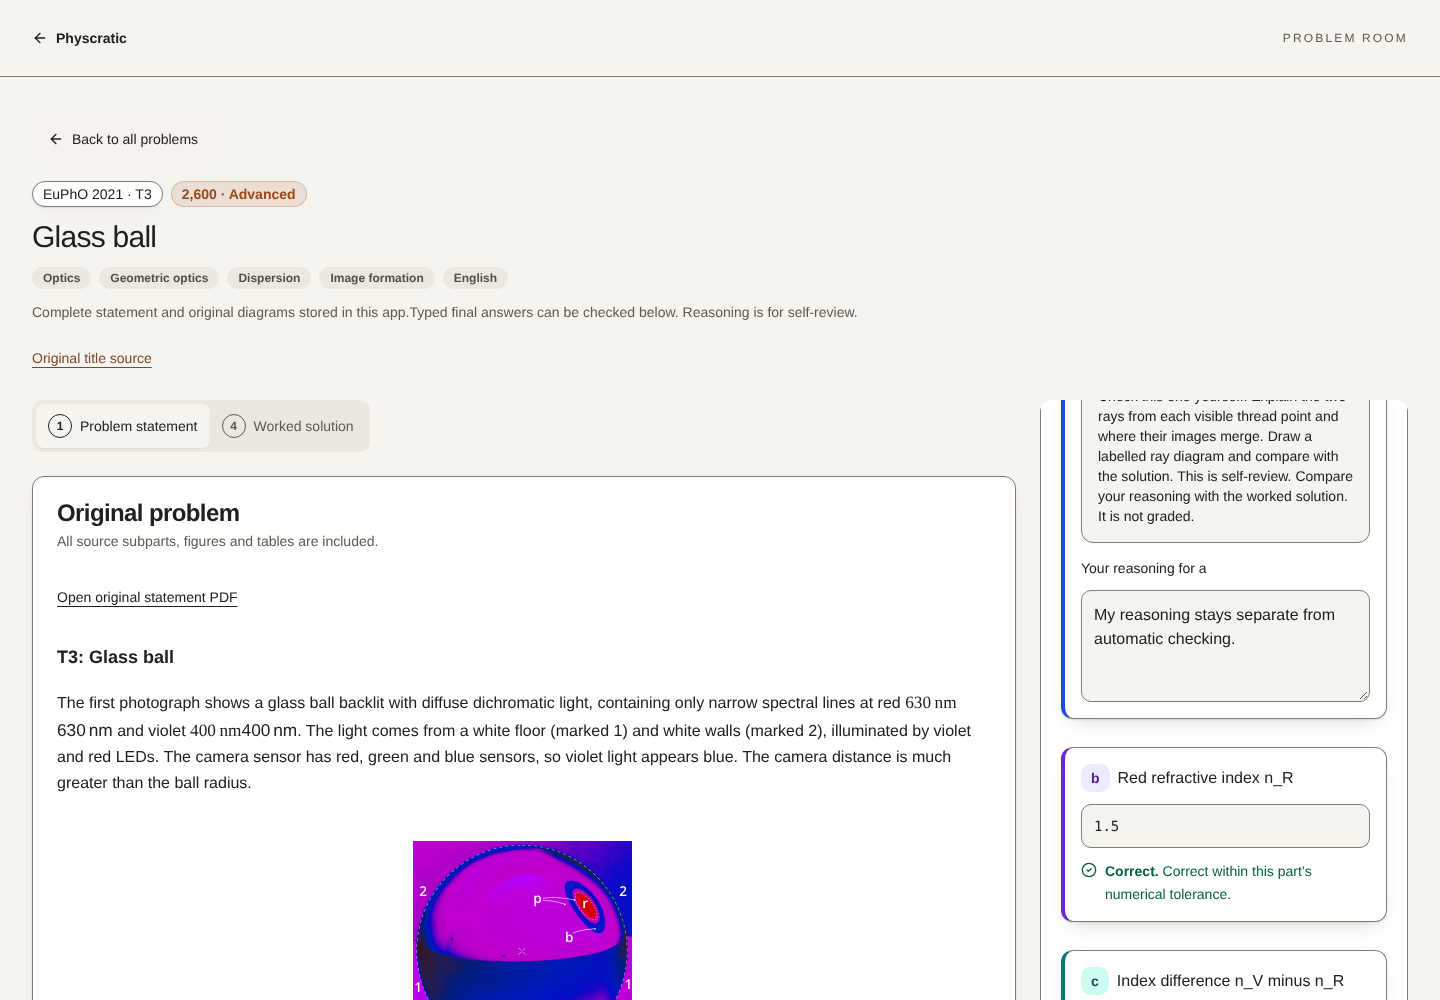 Physcratic
PROBLEM ROOM
Back to all problems
EuPhO 2021 · T3
2,600 · Advanced
Glass ball
Optics
Geometric optics
Dispersion
Image formation
English
Complete statement and original diagrams stored in this app.Typed final answers can be checked below. Reasoning is for self-review.
Original title source
1 Problem statement
4 Worked solution
Original problem
All source subparts, figures and tables are included.
Open original statement PDF
T3: Glass ball
The first photograph shows a glass ball backlit with diffuse dichromatic light, containing only narrow spectral lines at red 630 nm
630 nm and violet 400 nm400 nm. The light comes from a white floor (marked 1) and white walls (marked 2), illuminated by violet
and red LEDs. The camera sensor has red, green and blue sensors, so violet light appears blue. The camera distance is much
greater than the ball radius.
2
2
p
r
b
1
1
rays from each visible thread point and
where their images merge. Draw a
labelled ray diagram and compare with
the solution. This is self-review. Compare
your reasoning with the worked solution.
It is not graded.
Your reasoning for a
My reasoning stays separate from
automatic checking.
b Red refractive index n_R
1.5
Correct. Correct within this part's
numerical tolerance.
c Index difference n_V minus n_R